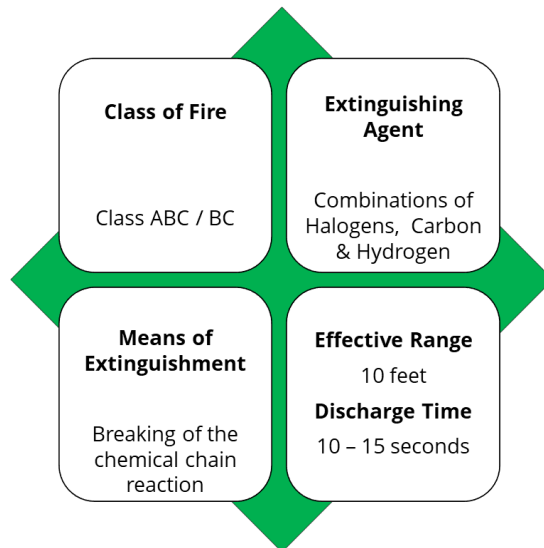 Class of Fire
Class ABC / BC
Extinguishing
Agent
Combinations of
Halogens, Carbon
& Hydrogen
Means of
Extinguishment
Breaking of the
chemical chain
reaction
Effective Range
10 feet
Discharge Time
10 – 15 seconds